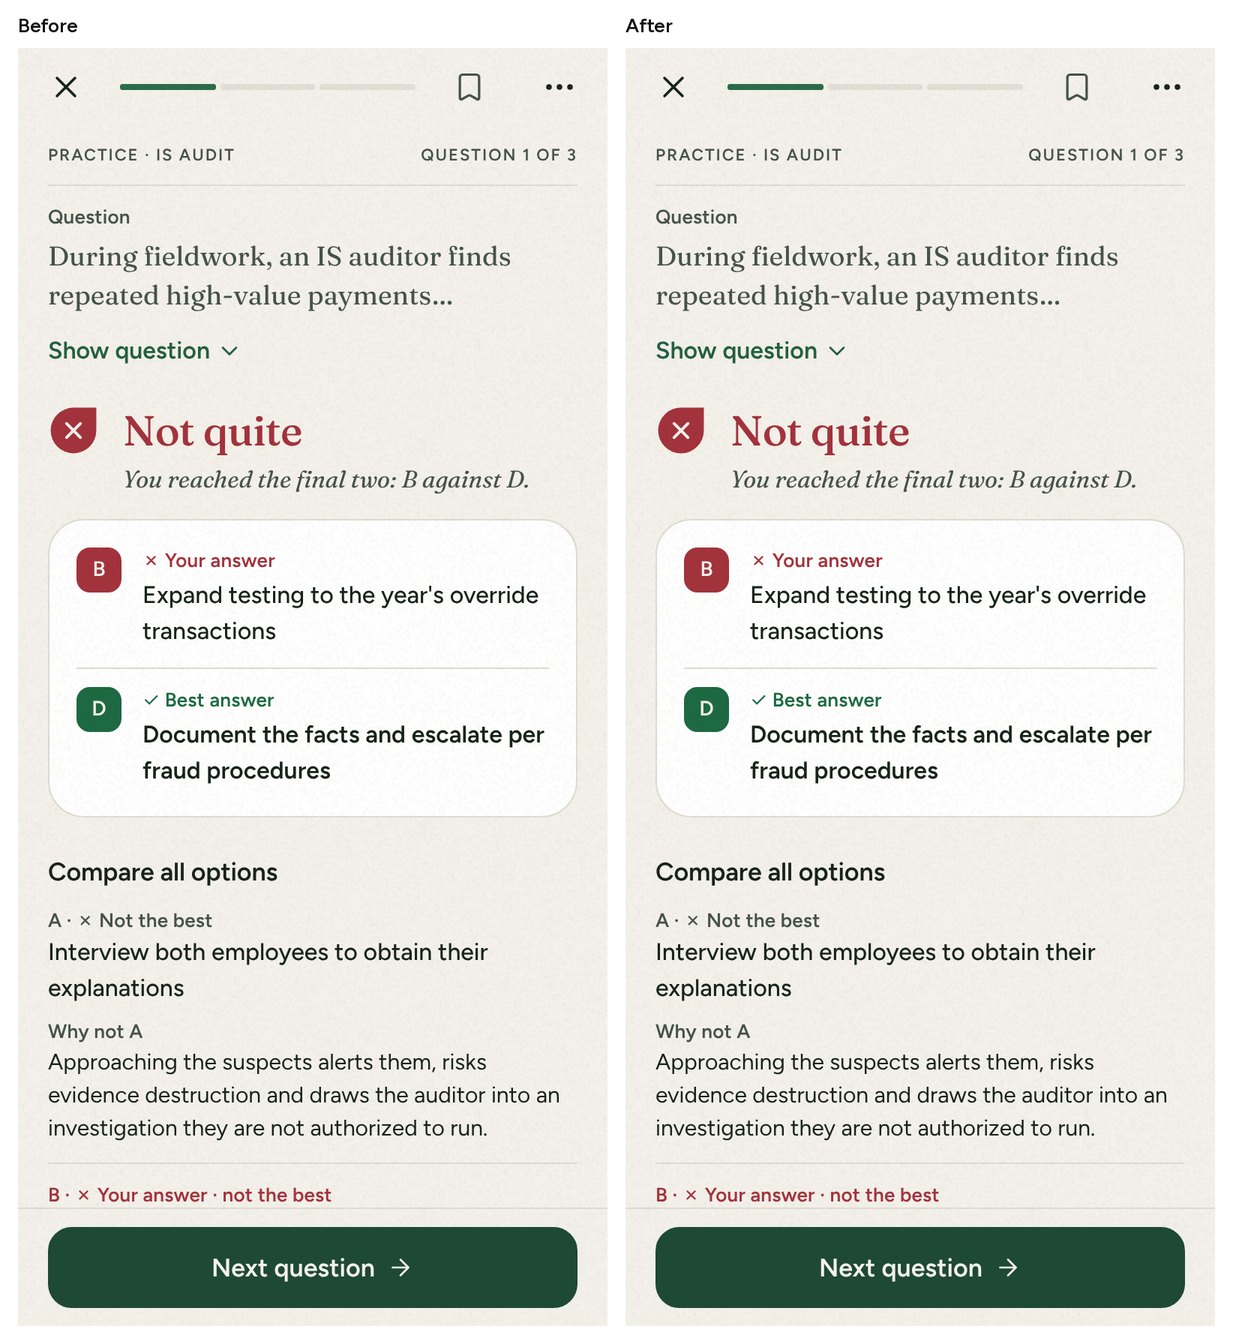 Before
PRACTICE · IS AUDIT
QUESTION 1 OF 3
Question
During fieldwork, an IS auditor finds
repeated high-value payments...
Show question
Not quite
You reached the final two: B against D.
B
× Your answer
Expand testing to the year's override
transactions
D
✓ Best answer
Document the facts and escalate per
fraud procedures
Compare all options
A · × Not the best
Interview both employees to obtain their
explanations
Why not A
Approaching the suspects alerts them, risks
evidence destruction and draws the auditor into an
investigation they are not authorized to run.
B · × Your answer · not the best
Next question →
After
PRACTICE · IS AUDIT
QUESTION 1 OF 3
Question
During fieldwork, an IS auditor finds
repeated high-value payments...
Show question
Not quite
You reached the final two: B against D.
B
× Your answer
Expand testing to the year's override
transactions
D
✓ Best answer
Document the facts and escalate per
fraud procedures
Compare all options
A · × Not the best
Interview both employees to obtain their
explanations
Why not A
Approaching the suspects alerts them, risks
evidence destruction and draws the auditor into an
investigation they are not authorized to run.
B · × Your answer · not the best
Next question →